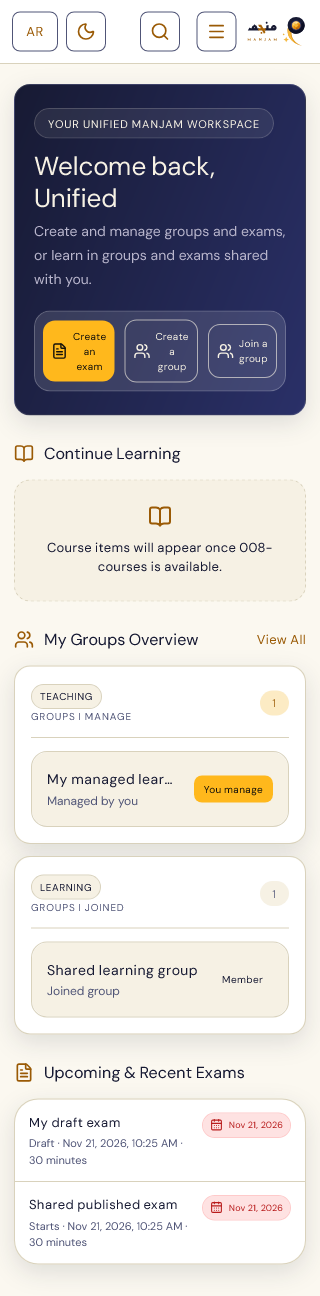 AR
منجم
MANJAM
YOUR UNIFIED MANJAM WORKSPACE
Welcome back,
Unified
Create and manage groups and exams,
or learn in groups and exams shared
with you.
Create
an
exam
Create
a
group
Join a
group
Continue Learning
Course items will appear once 008-
courses is available.
My Groups Overview
View All
TEACHING
GROUPS I MANAGE
1
My managed lear...
Managed by you
You manage
LEARNING
GROUPS I JOINED
1
Shared learning group
Joined group
Member
Upcoming & Recent Exams
My draft exam
Draft · Nov 21, 2026, 10:25 AM ·
30 minutes
Nov 21, 2026
Shared published exam
Starts · Nov 21, 2026, 10:25 AM ·
30 minutes
Nov 21, 2026